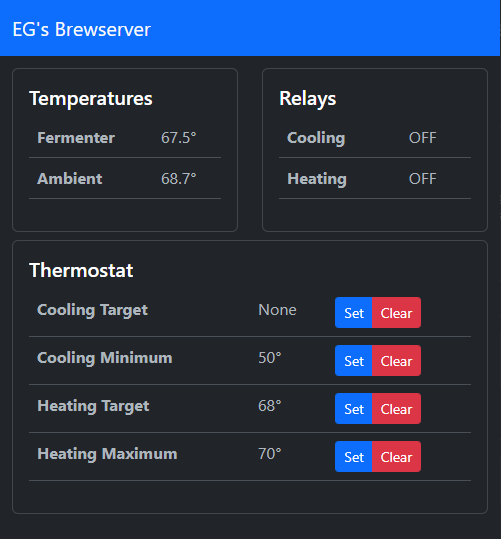 EG's Brewserver
Temperatures
Fermenter 67.5°
Ambient 68.7°
Relays
Cooling OFF
Heating OFF
Thermostat
Cooling Target None Set Clear
Cooling Minimum 50° Set Clear
Heating Target 68° Set Clear
Heating Maximum 70° Set Clear